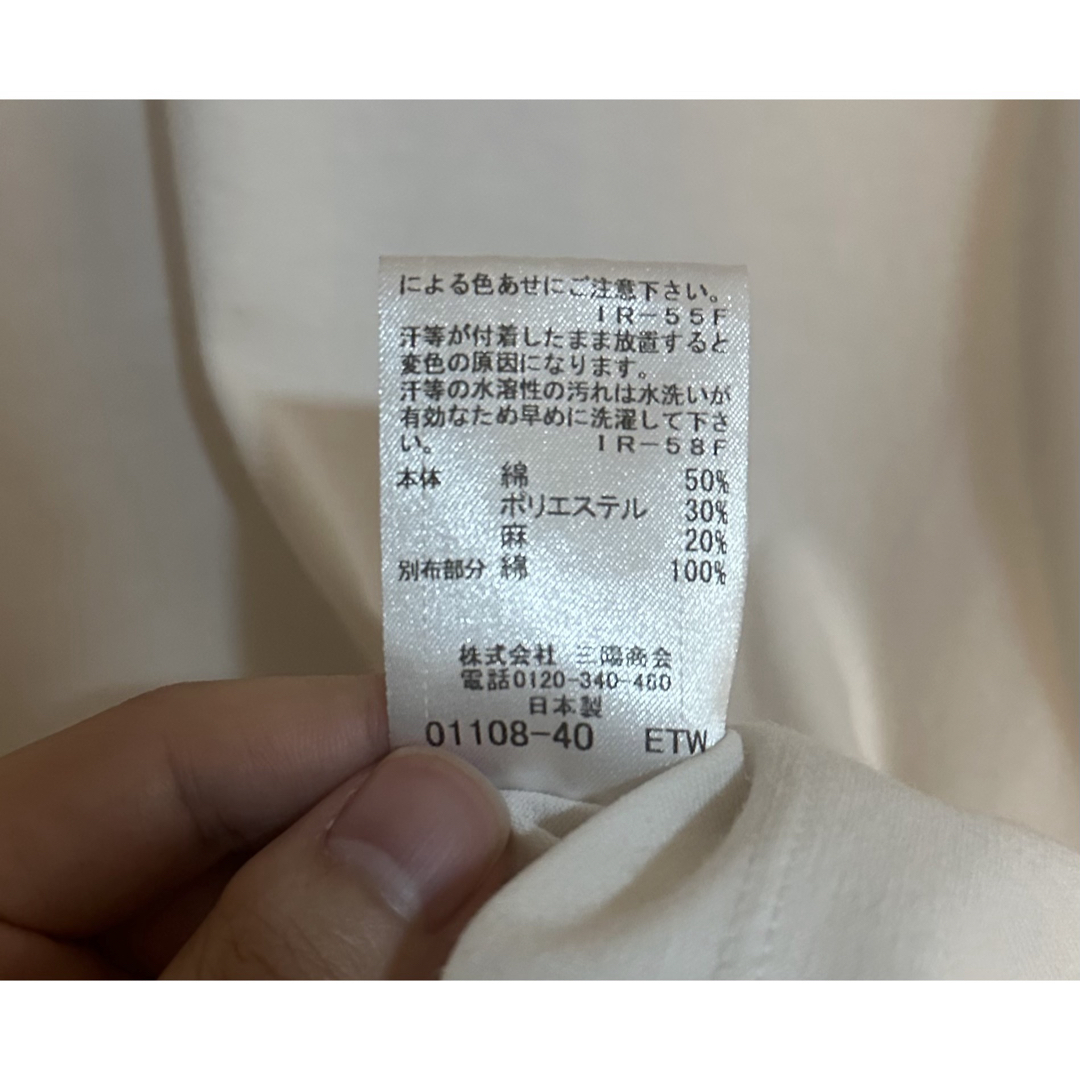 による色あせにご注意下さい。
IR-55F
汗等が付着したまま放置すると
変色の原因になります。
汗等の水溶性の汚れは水洗いが
有効なため早めに洗濯して下さ
い。 IR-58F
本体 綿 50%
ポリエステル 30%
麻 20%
別布部分 綿 100%
株式会社 三陽商会
電話0120-340-460
日本製
01108-40 ETW